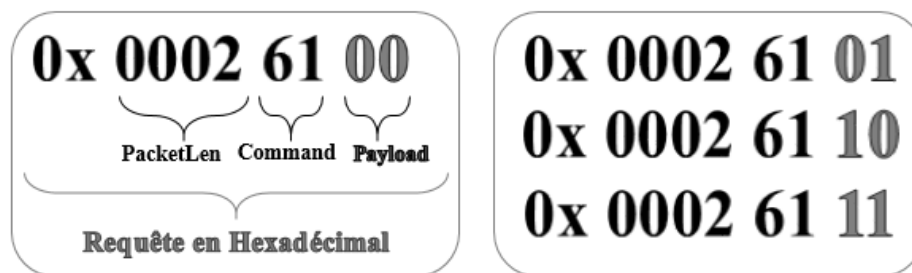 0x 0002 61 00
PacketLen Command Payload
Requête en Hexadécimal
0x 0002 61 01
0x 0002 61 10
0x 0002 61 11